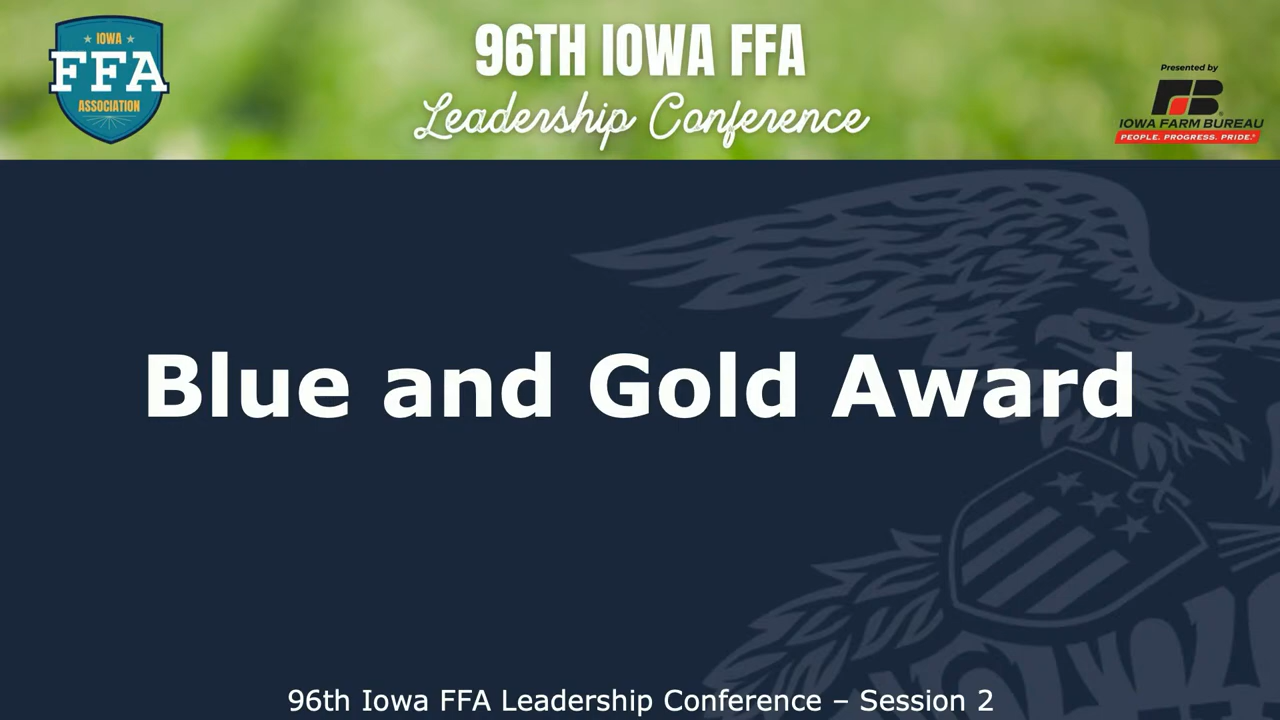 IOWA
FFA
ASSOCIATION
96TH IOWA FFA
Leadership Conference
Presented by
FB
IOWA FARM BUREAU
PEOPLE. PROGRESS. PRIDE.®
Blue and Gold Award
96th Iowa FFA Leadership Conference – Session 2